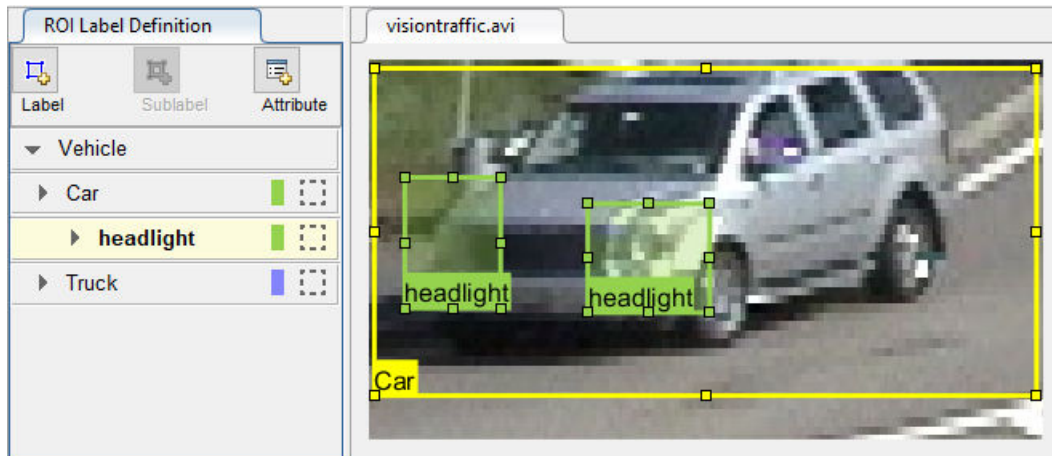 ROI Label Definition
Label
Sublabel
Attribute
Vehicle
Car
headlight
Truck
visiontraffic.avi
headlight
headlight
Car